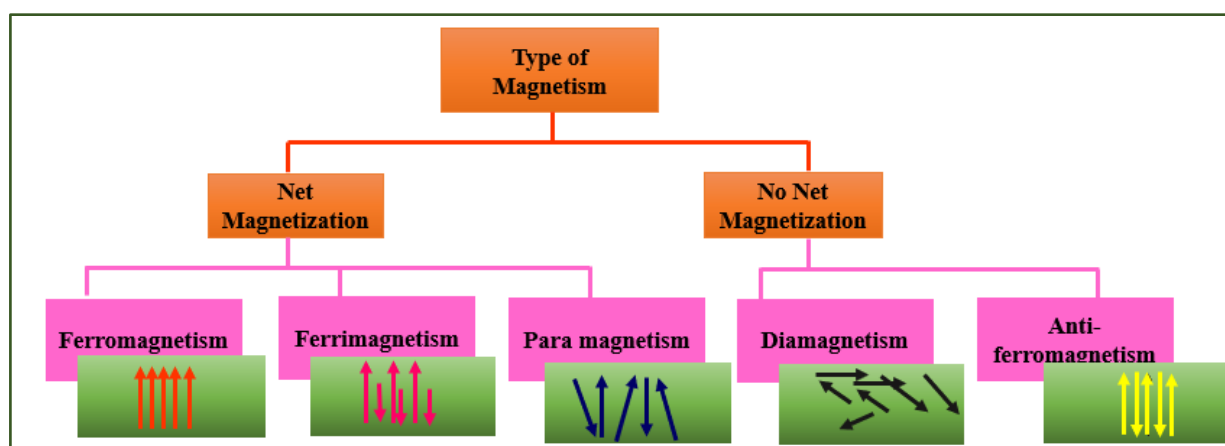 Type of
Magnetism
Net
Magnetization
No Net
Magnetization
Ferromagnetism
Ferrimagnetism
Para magnetism
Diamagnetism
Anti-
ferromagnetism